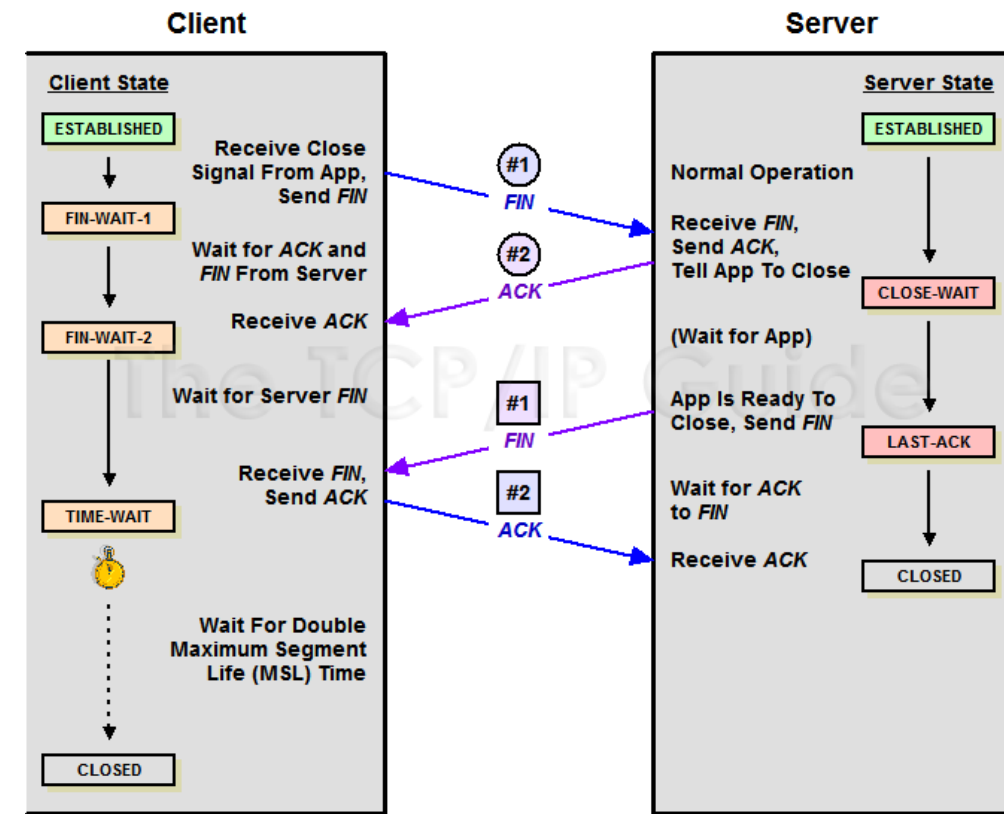 Client
Server
Client State
ESTABLISHED
Receive Close
Signal From App,
Send FIN
FIN-WAIT-1
Wait for ACK and
FIN From Server
Receive ACK
FIN-WAIT-2
Wait for Server FIN
Receive FIN,
Send ACK
TIME-WAIT
Wait For Double
Maximum Segment
Life (MSL) Time
CLOSED
#1
FIN
#2
ACK
#1
FIN
#2
ACK
Server State
ESTABLISHED
Normal Operation
Receive FIN,
Send ACK,
Tell App To Close
CLOSE-WAIT
(Wait for App)
App Is Ready To
Close, Send FIN
LAST-ACK
Wait for ACK
to FIN
Receive ACK
CLOSED
The TCP/IP Guide